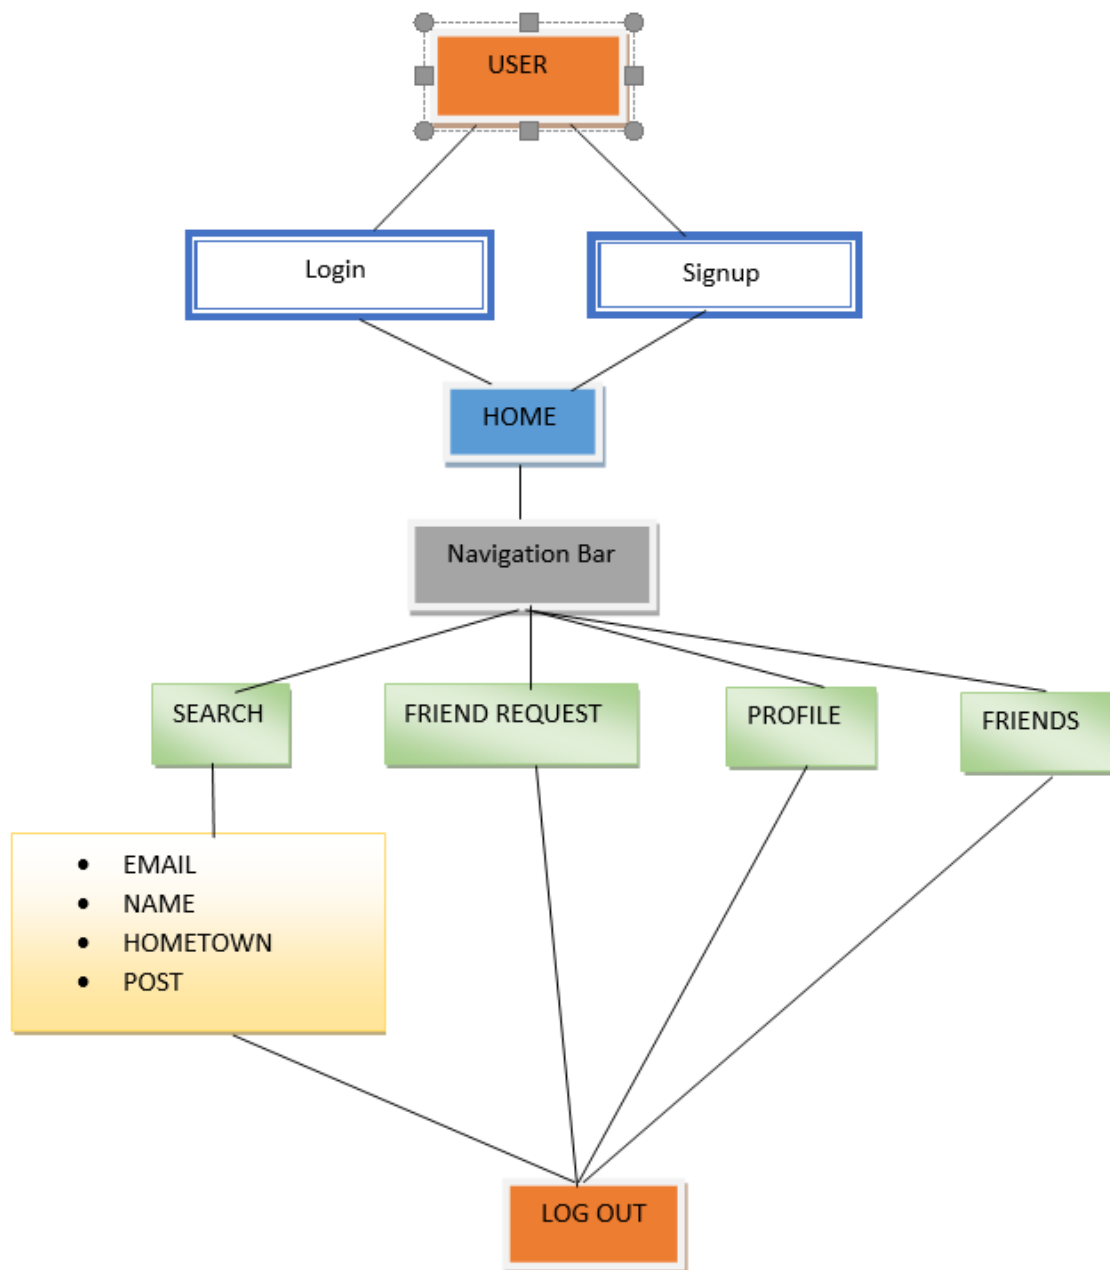 USER
Login
Signup
HOME
Navigation Bar
SEARCH
FRIEND REQUEST
PROFILE
FRIENDS
• EMAIL
• NAME
• HOMETOWN
• POST
LOG OUT